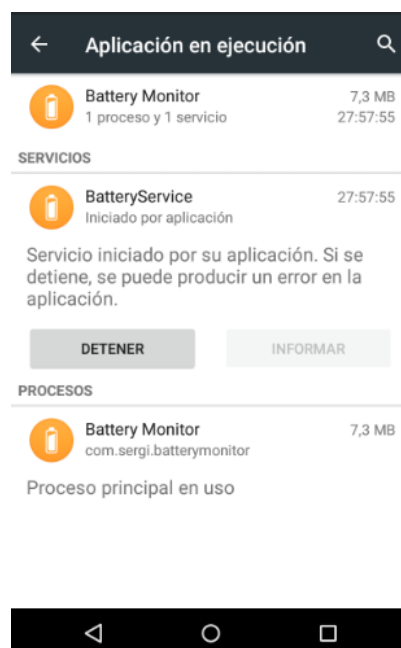 Aplicación en ejecución
Battery Monitor 7,3 MB
1 proceso y 1 servicio 27:57:55
SERVICIOS
BatteryService 27:57:55
Iniciado por aplicación
Servicio iniciado por su aplicación. Si se
detiene, se puede producir un error en la
aplicación.
DETENER INFORMAR
PROCESOS
Battery Monitor 7,3 MB
com.sergi.batterymonitor
Proceso principal en uso